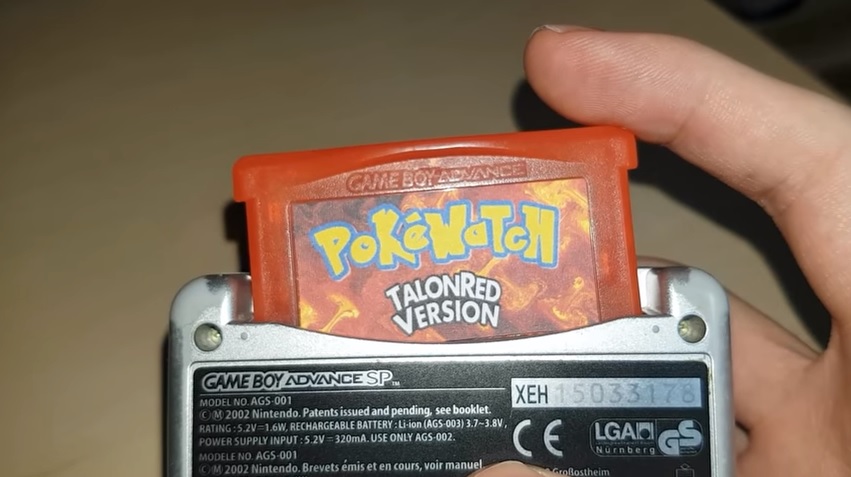 GAME BOY ADVANCE
PoKéWaTcH
TALONRED
VERSION
GAME BOY ADVANCE SP TM
MODEL NO. AGS-001
© Ⓜ 2002 Nintendo. Patents issued and pending, see booklet.
RATING : 5.2V⎓1.6W, RECHARGEABLE BATTERY : Li-ion (AGS-003) 3.7⎓3.8V,
POWER SUPPLY INPUT : 5.2V⎓ 320mA. USE ONLY AGS-002.
MODELE NO. AGS-001
© Ⓜ 2002 Nintendo. Brevets émis et en cours, voir manuel
XEH 15033178
CE
LGA
Nürnberg
GS
Großostheim